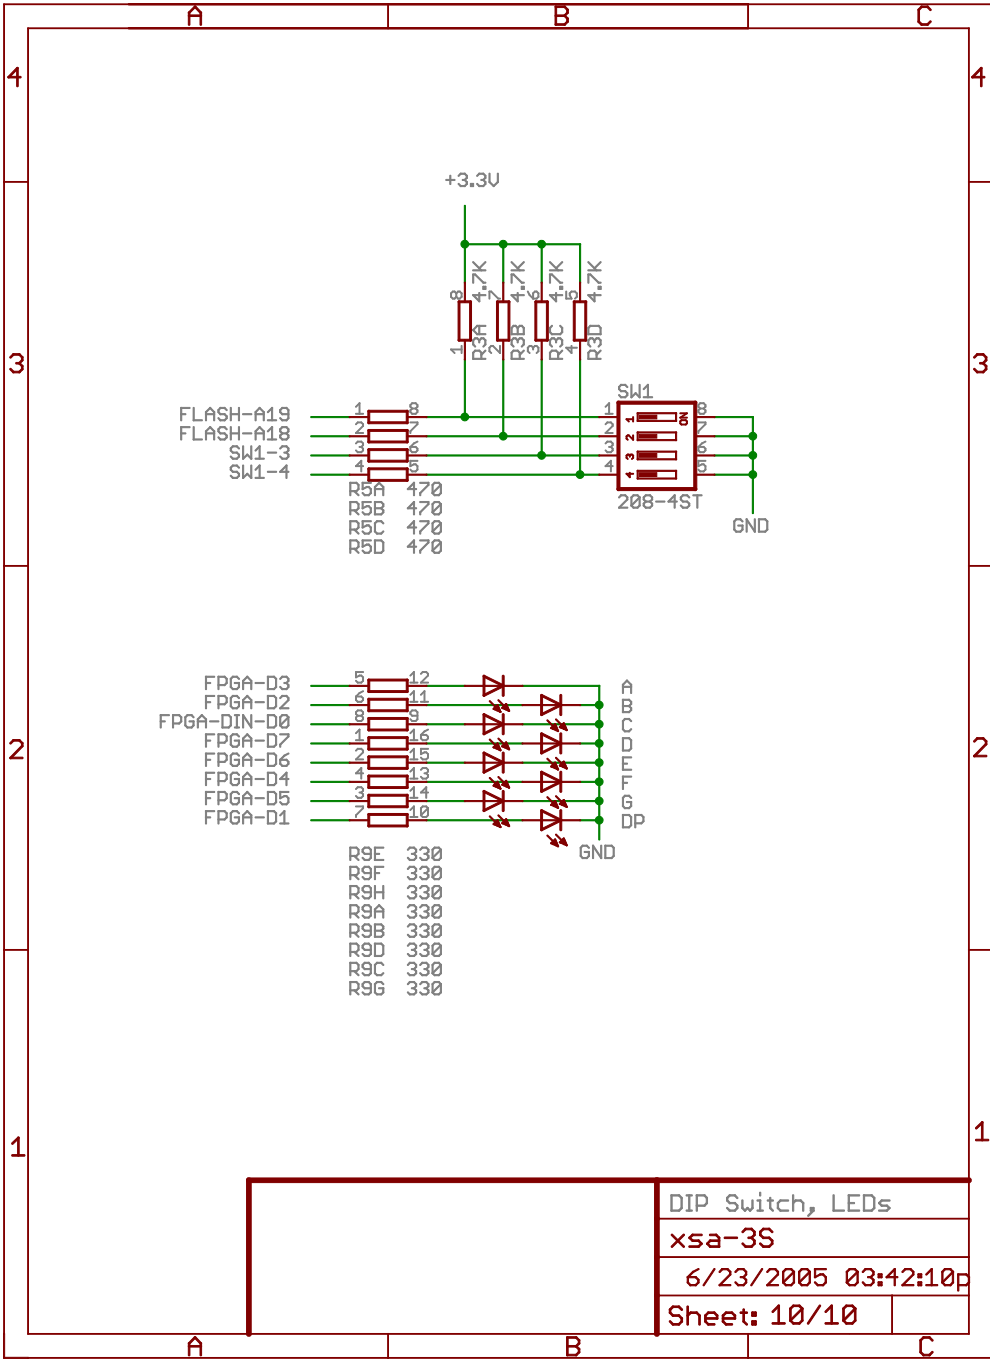 A B C
4 4
+3.3V
8 4.7K 7 4.7K 6 4.7K 5 4.7K
1 R3A 2 R3B 3 R3C 4 R3D
3 3
SW1
FLASH-A19 1 8 1 1 ON 8
FLASH-A18 2 7 2 2 7
SW1-3 3 6 3 3 6
SW1-4 4 5 4 4 5
R5A 470
208-4ST
R5B 470
GND
R5C 470
R5D 470
FPGA-D3 5 12 A
FPGA-D2 6 11 B
FPGA-DIN-D0 8 9 C
FPGA-D7 1 16 D
2 2
FPGA-D6 2 15 E
FPGA-D4 4 13 F
FPGA-D5 3 14 G
FPGA-D1 7 10 DP
GND
R9E 330
R9F 330
R9H 330
R9A 330
R9B 330
R9D 330
R9C 330
R9G 330
1 1
DIP Switch, LEDs
xsa-3S
6/23/2005 03:42:10p
Sheet: 10/10
A B C